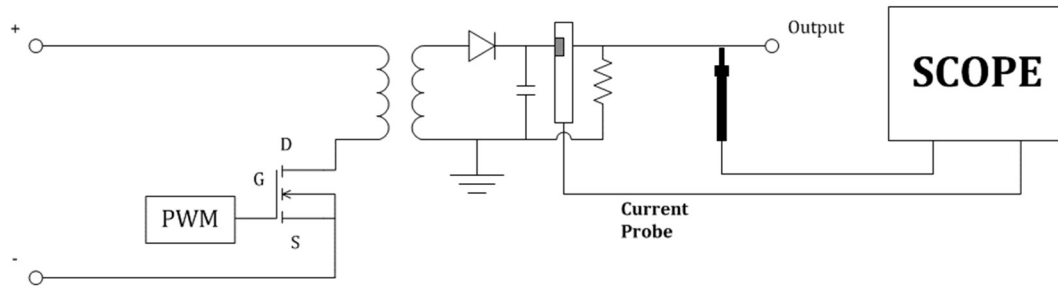 +
Output
SCOPE
D
G
PWM
S
Current
Probe
-